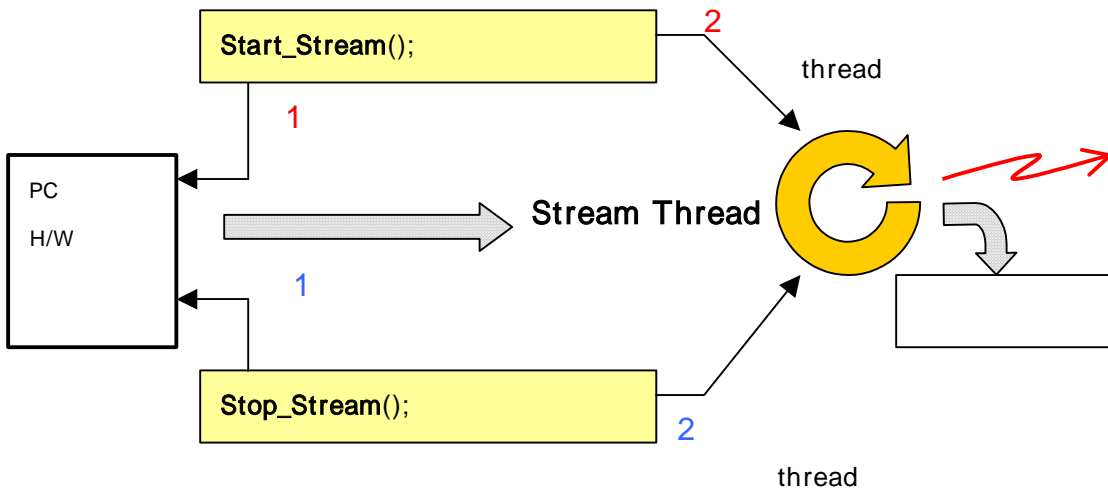 2
Start_Stream();
thread
1
PC
H/W
Stream Thread
1
Stop_Stream();
2
thread